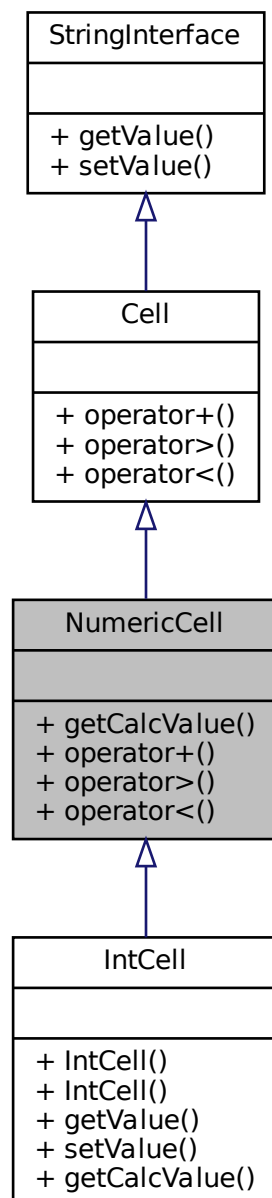 StringInterface
+ getValue()
+ setValue()
Cell
+ operator+()
+ operator>()
+ operator<()
NumericCell
+ getCalcValue()
+ operator+()
+ operator>()
+ operator<()
IntCell
+ IntCell()
+ IntCell()
+ getValue()
+ setValue()
+ getCalcValue()